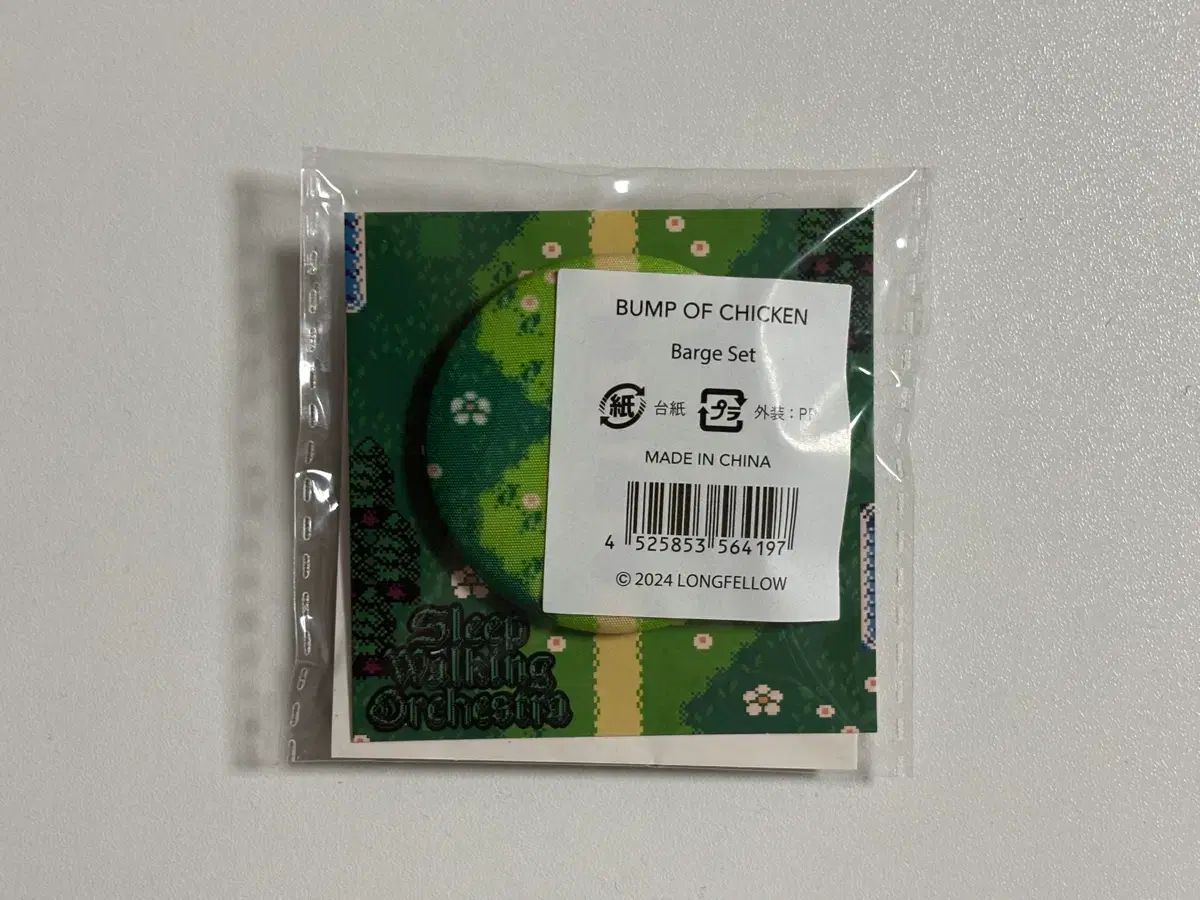 BUMP OF CHICKEN
Barge Set
紙 台紙 プラ 外装：PP
MADE IN CHINA
4 525853 564197
© 2024 LONGFELLOW
Sleep
Walking
Orchestra